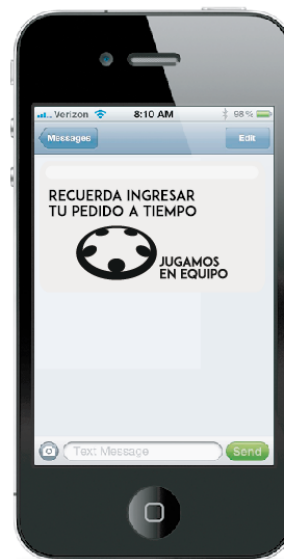 Verizon 8:10 AM 98%
Messages Edit
RECUERDA INGRESAR
TU PEDIDO A TIEMPO
JUGAMOS
EN EQUIPO
Text Message Send